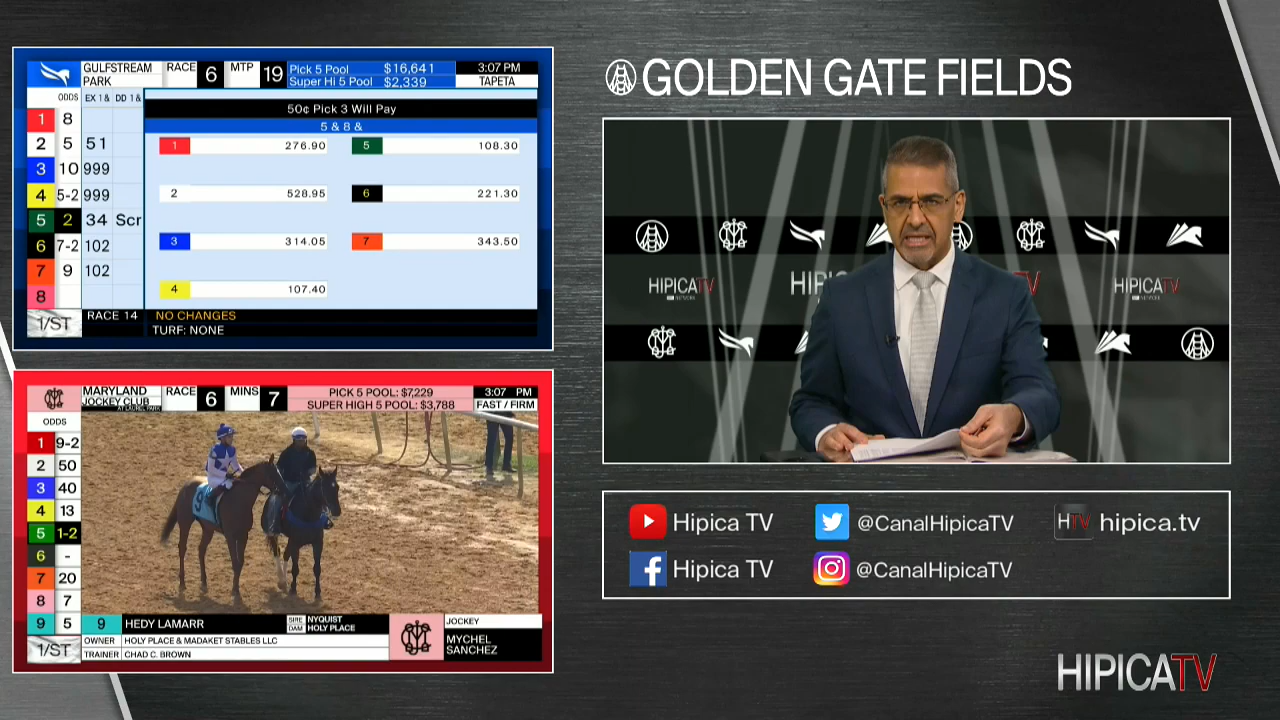 GULFSTREAM PARK RACE 6 MTP 19 Pick 5 Pool $16,641 3:07 PM
Super Hi 5 Pool $2,339 TAPETA
ODDS EX 1 & DD 1 &
50¢ Pick 3 Will Pay
5 & 8 &
1 8
2 5 51
3 10 999
4 5-2 999
5 2 34 Scr
6 7-2 102
7 9 102
8
1 276.90 5 108.30
2 528.95 6 221.30
3 314.05 7 343.50
4 107.40
1/ST RACE 14 NO CHANGES
TURF: NONE
MARYLAND JOCKEY CLUB AT LAUREL PARK RACE 6 MINS 7 PICK 5 POOL: $7,229 3:07 PM
SUPER HIGH 5 POOL: $3,788 FAST / FIRM
ODDS
1 9-2
2 50
3 40
4 13
5 1-2
6 -
7 20
8 7
9 5
9 HEDY LAMARR SIRE NYQUIST
DAM HOLY PLACE
JOCKEY
MYCHEL SANCHEZ
1/ST OWNER HOLY PLACE & MADAKET STABLES LLC
TRAINER CHAD C. BROWN
9
GOLDEN GATE FIELDS
HIPICATV
NETWORK
HIP
TV
HIPICATV
NETWORK
Hipica TV @CanalHipicaTV HTV hipica.tv
Hipica TV @CanalHipicaTV
HIPICATV